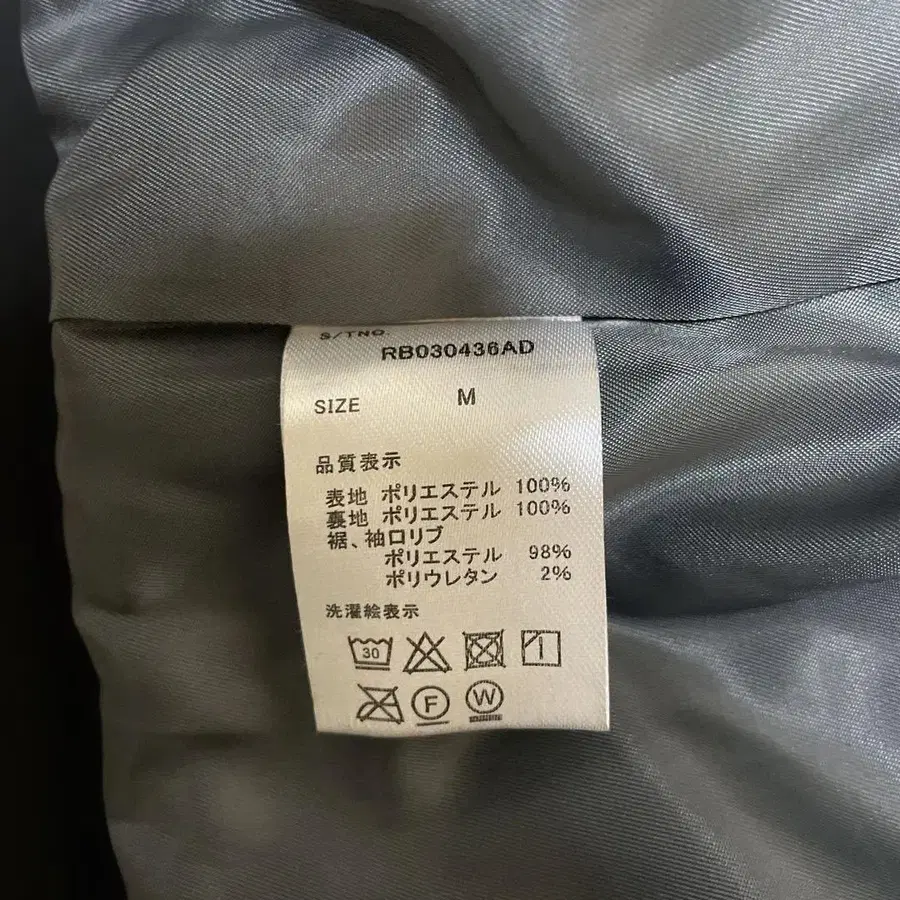 S/TNO.
RB030436AD
SIZE M
品質表示
表地 ポリエステル 100%
裏地 ポリエステル 100%
裾、袖口リブ
ポリエステル 98%
ポリウレタン 2%
洗濯絵表示
30
F W